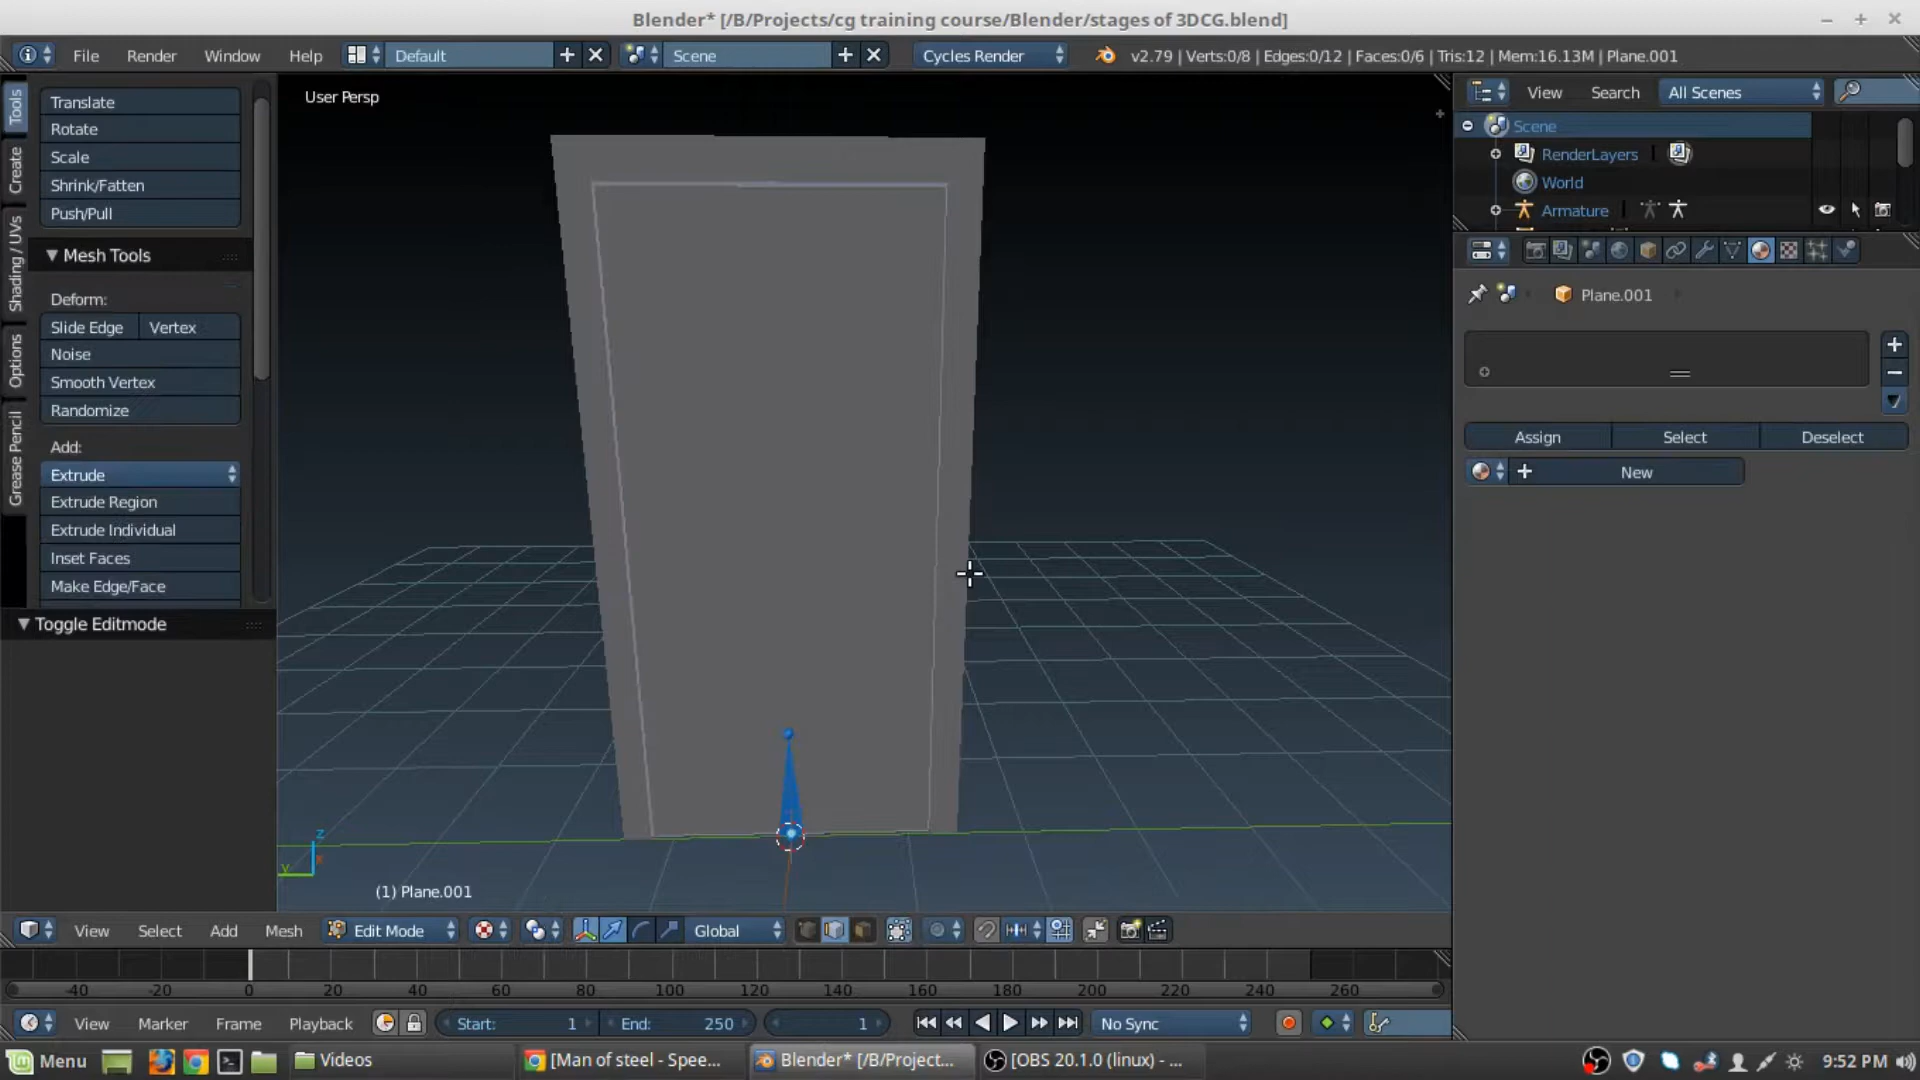 Blender* [/B/Projects/cg training course/Blender/stages of 3DCG.blend]
File Render Window Help Default Scene Cycles Render v2.79 | Verts:0/8 | Edges:0/12 | Faces:0/6 | Tris:12 | Mem:16.13M | Plane.001
Tools
Create
Shading / UVs
Options
Grease Pencil
Translate
Rotate
Scale
Shrink/Fatten
Push/Pull
Mesh Tools
Deform:
Slide Edge Vertex
Noise
Smooth Vertex
Randomize
Add:
Extrude
Extrude Region
Extrude Individual
Inset Faces
Make Edge/Face
Toggle Editmode
User Persp
z
y
(1) Plane.001
View Search All Scenes
Scene
RenderLayers
World
Armature
Plane.001
Assign Select Deselect
New
View Select Add Mesh Edit Mode Global
-40 -20 0 20 40 60 80 100 120 140 160 180 200 220 240 260
View Marker Frame Playback Start: 1 End: 250 1 No Sync
Menu Videos [Man of steel - Spee... Blender* [/B/Project... [OBS 20.1.0 (linux) - ... 9:52 PM